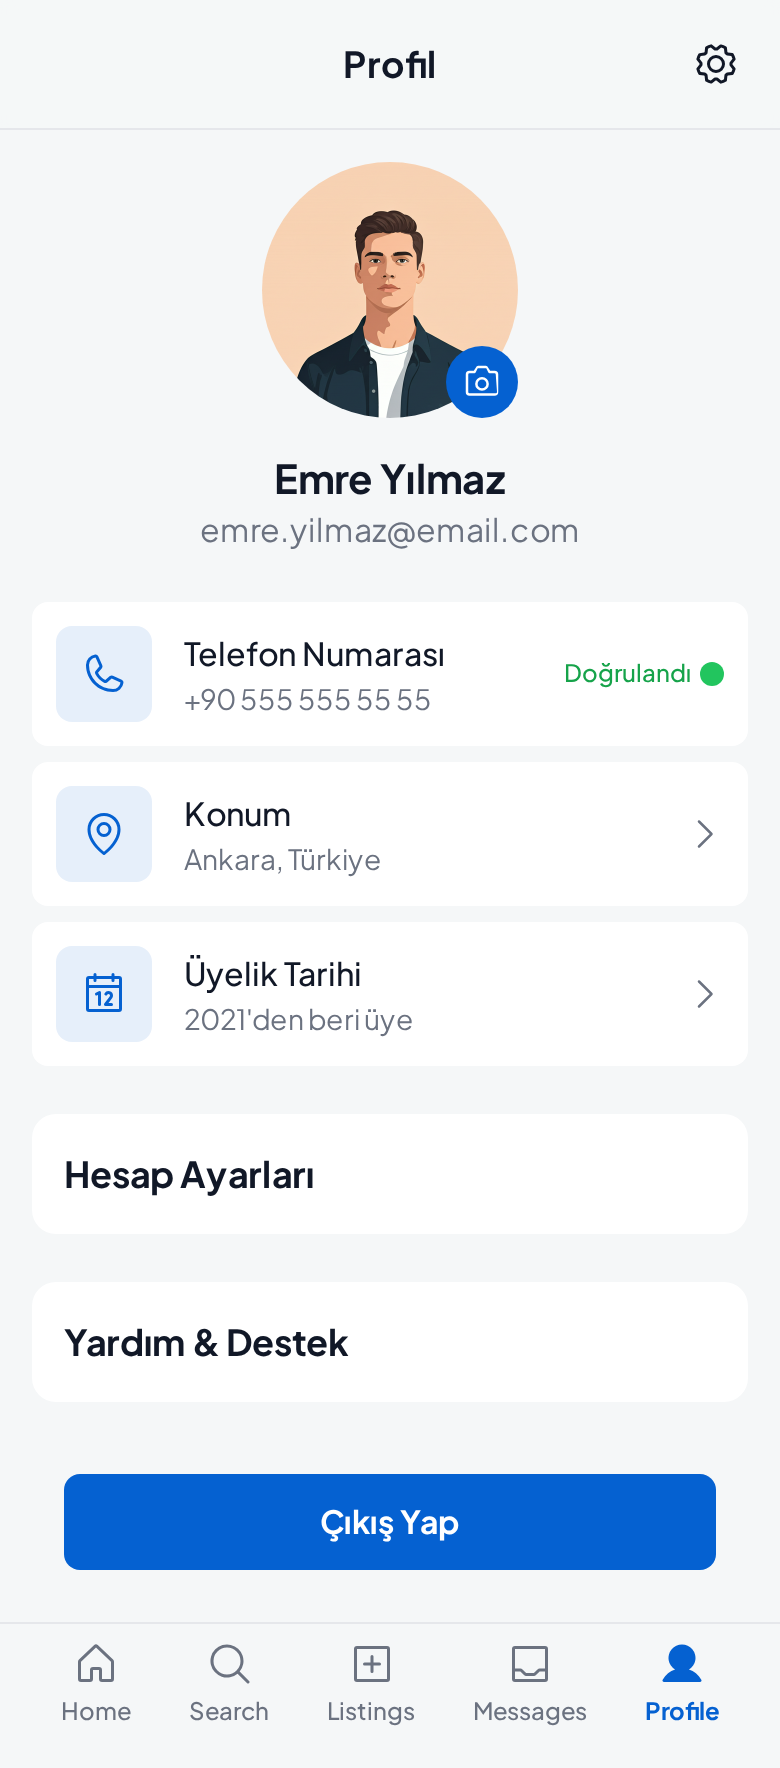 Profil
Emre Yılmaz
emre.yilmaz@email.com
Telefon Numarası
+90 555 555 55 55
Doğrulandı
Konum
Ankara, Türkiye
12
Üyelik Tarihi
2021'den beri üye
Hesap Ayarları
Yardım & Destek
Çıkış Yap
Home
Search
Listings
Messages
Profile